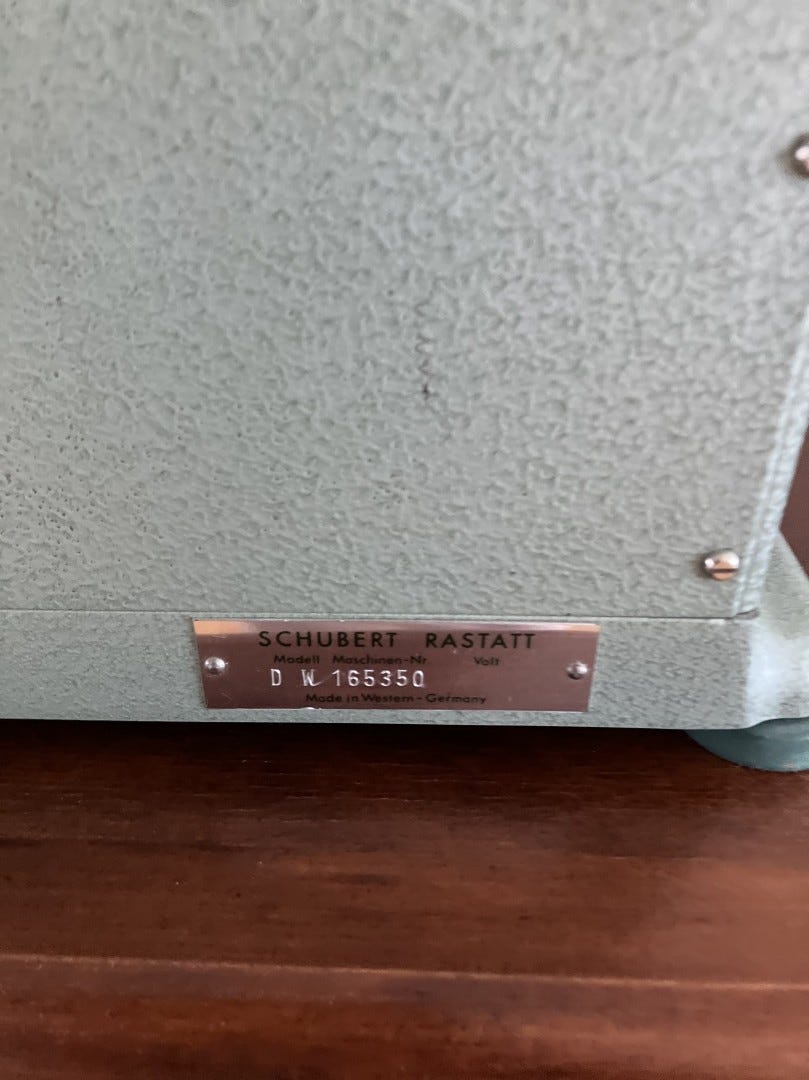 SCHUBERT RASTATT
Modell Maschinen-Nr. Volt
D W 165350
Made in Western-Germany